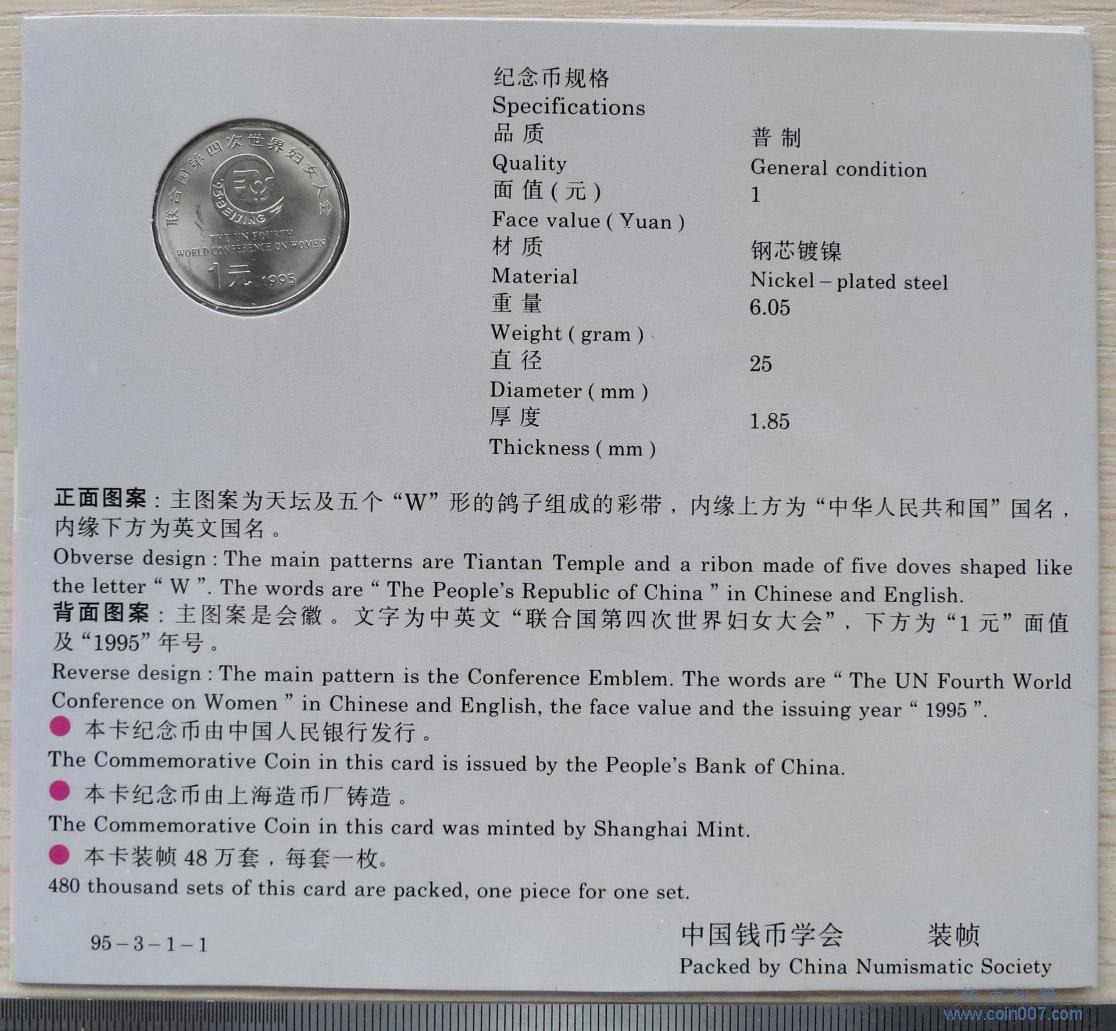 联合国第四次世界妇女大会
'95·BEIJING
THE UN FOURTH
WORLD CONFERENCE ON WOMEN
1元 1995
纪念币规格
Specifications
品质 普制
Quality General condition
面值(元) 1
Face value ( Yuan )
材质 钢芯镀镍
Material Nickel-plated steel
重量 6.05
Weight ( gram )
直径 25
Diameter ( mm )
厚度 1.85
Thickness ( mm )
正面图案：主图案为天坛及五个“W”形的鸽子组成的彩带，内缘上方为“中华人民共和国”国名，
内缘下方为英文国名。
Obverse design : The main patterns are Tiantan Temple and a ribon made of five doves shaped like
the letter “ W ”. The words are “ The People's Republic of China ” in Chinese and English.
背面图案：主图案是会徽。文字为中英文“联合国第四次世界妇女大会”，下方为“1元”面值
及“1995”年号。
Reverse design : The main pattern is the Conference Emblem. The words are “ The UN Fourth World
Conference on Women ” in Chinese and English, the face value and the issuing year “ 1995 ”.
● 本卡纪念币由中国人民银行发行。
The Commemorative Coin in this card is issued by the People's Bank of China.
● 本卡纪念币由上海造币厂铸造。
The Commemorative Coin in this card was minted by Shanghai Mint.
● 本卡装帧48万套，每套一枚。
480 thousand sets of this card are packed, one piece for one set.
95-3-1-1
中国钱币学会 装帧
Packed by China Numismatic Society
www.coin007.com